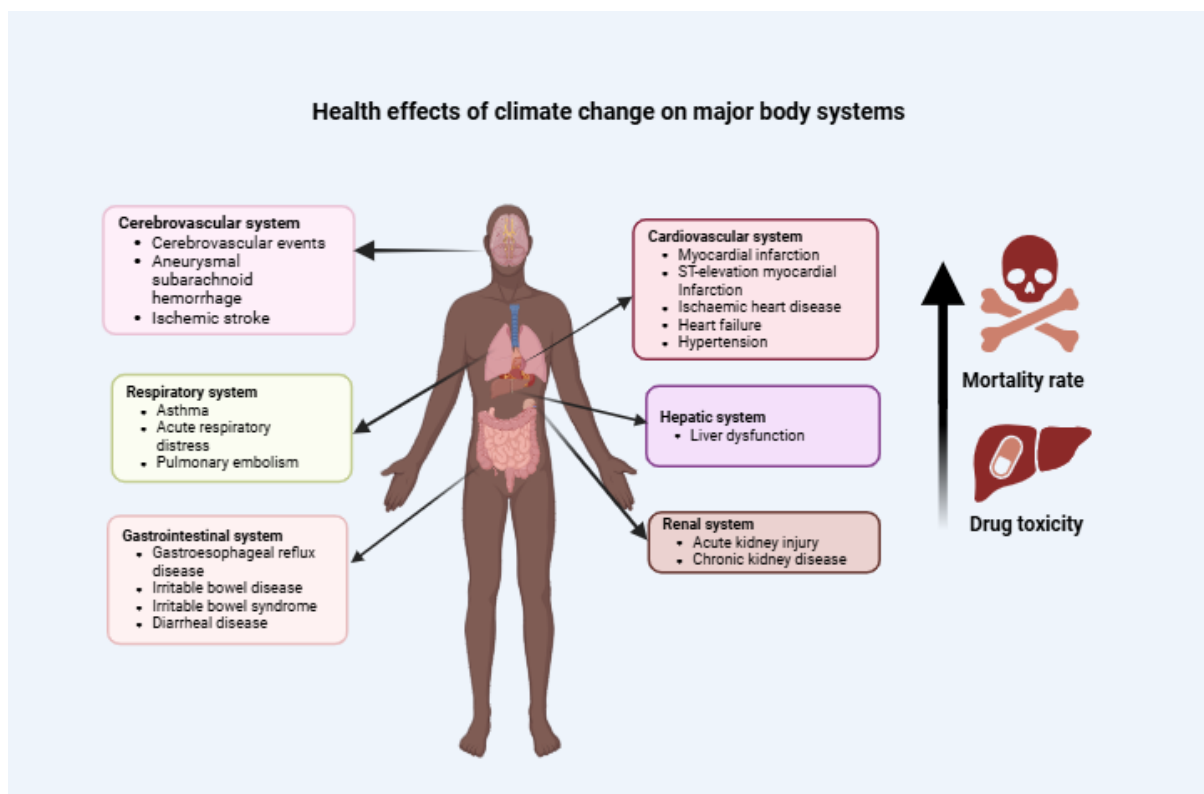 Health effects of climate change on major body systems
Cerebrovascular system
• Cerebrovascular events
• Aneurysmal
subarachnoid
hemorrhage
• Ischemic stroke
Respiratory system
• Asthma
• Acute respiratory
distress
• Pulmonary embolism
Gastrointestinal system
• Gastroesophageal reflux
disease
• Irritable bowel disease
• Irritable bowel syndrome
• Diarrheal disease
Cardiovascular system
• Myocardial infarction
• ST-elevation myocardial
Infarction
• Ischaemic heart disease
• Heart failure
• Hypertension
Hepatic system
• Liver dysfunction
Renal system
• Acute kidney injury
• Chronic kidney disease
Mortality rate
Drug toxicity